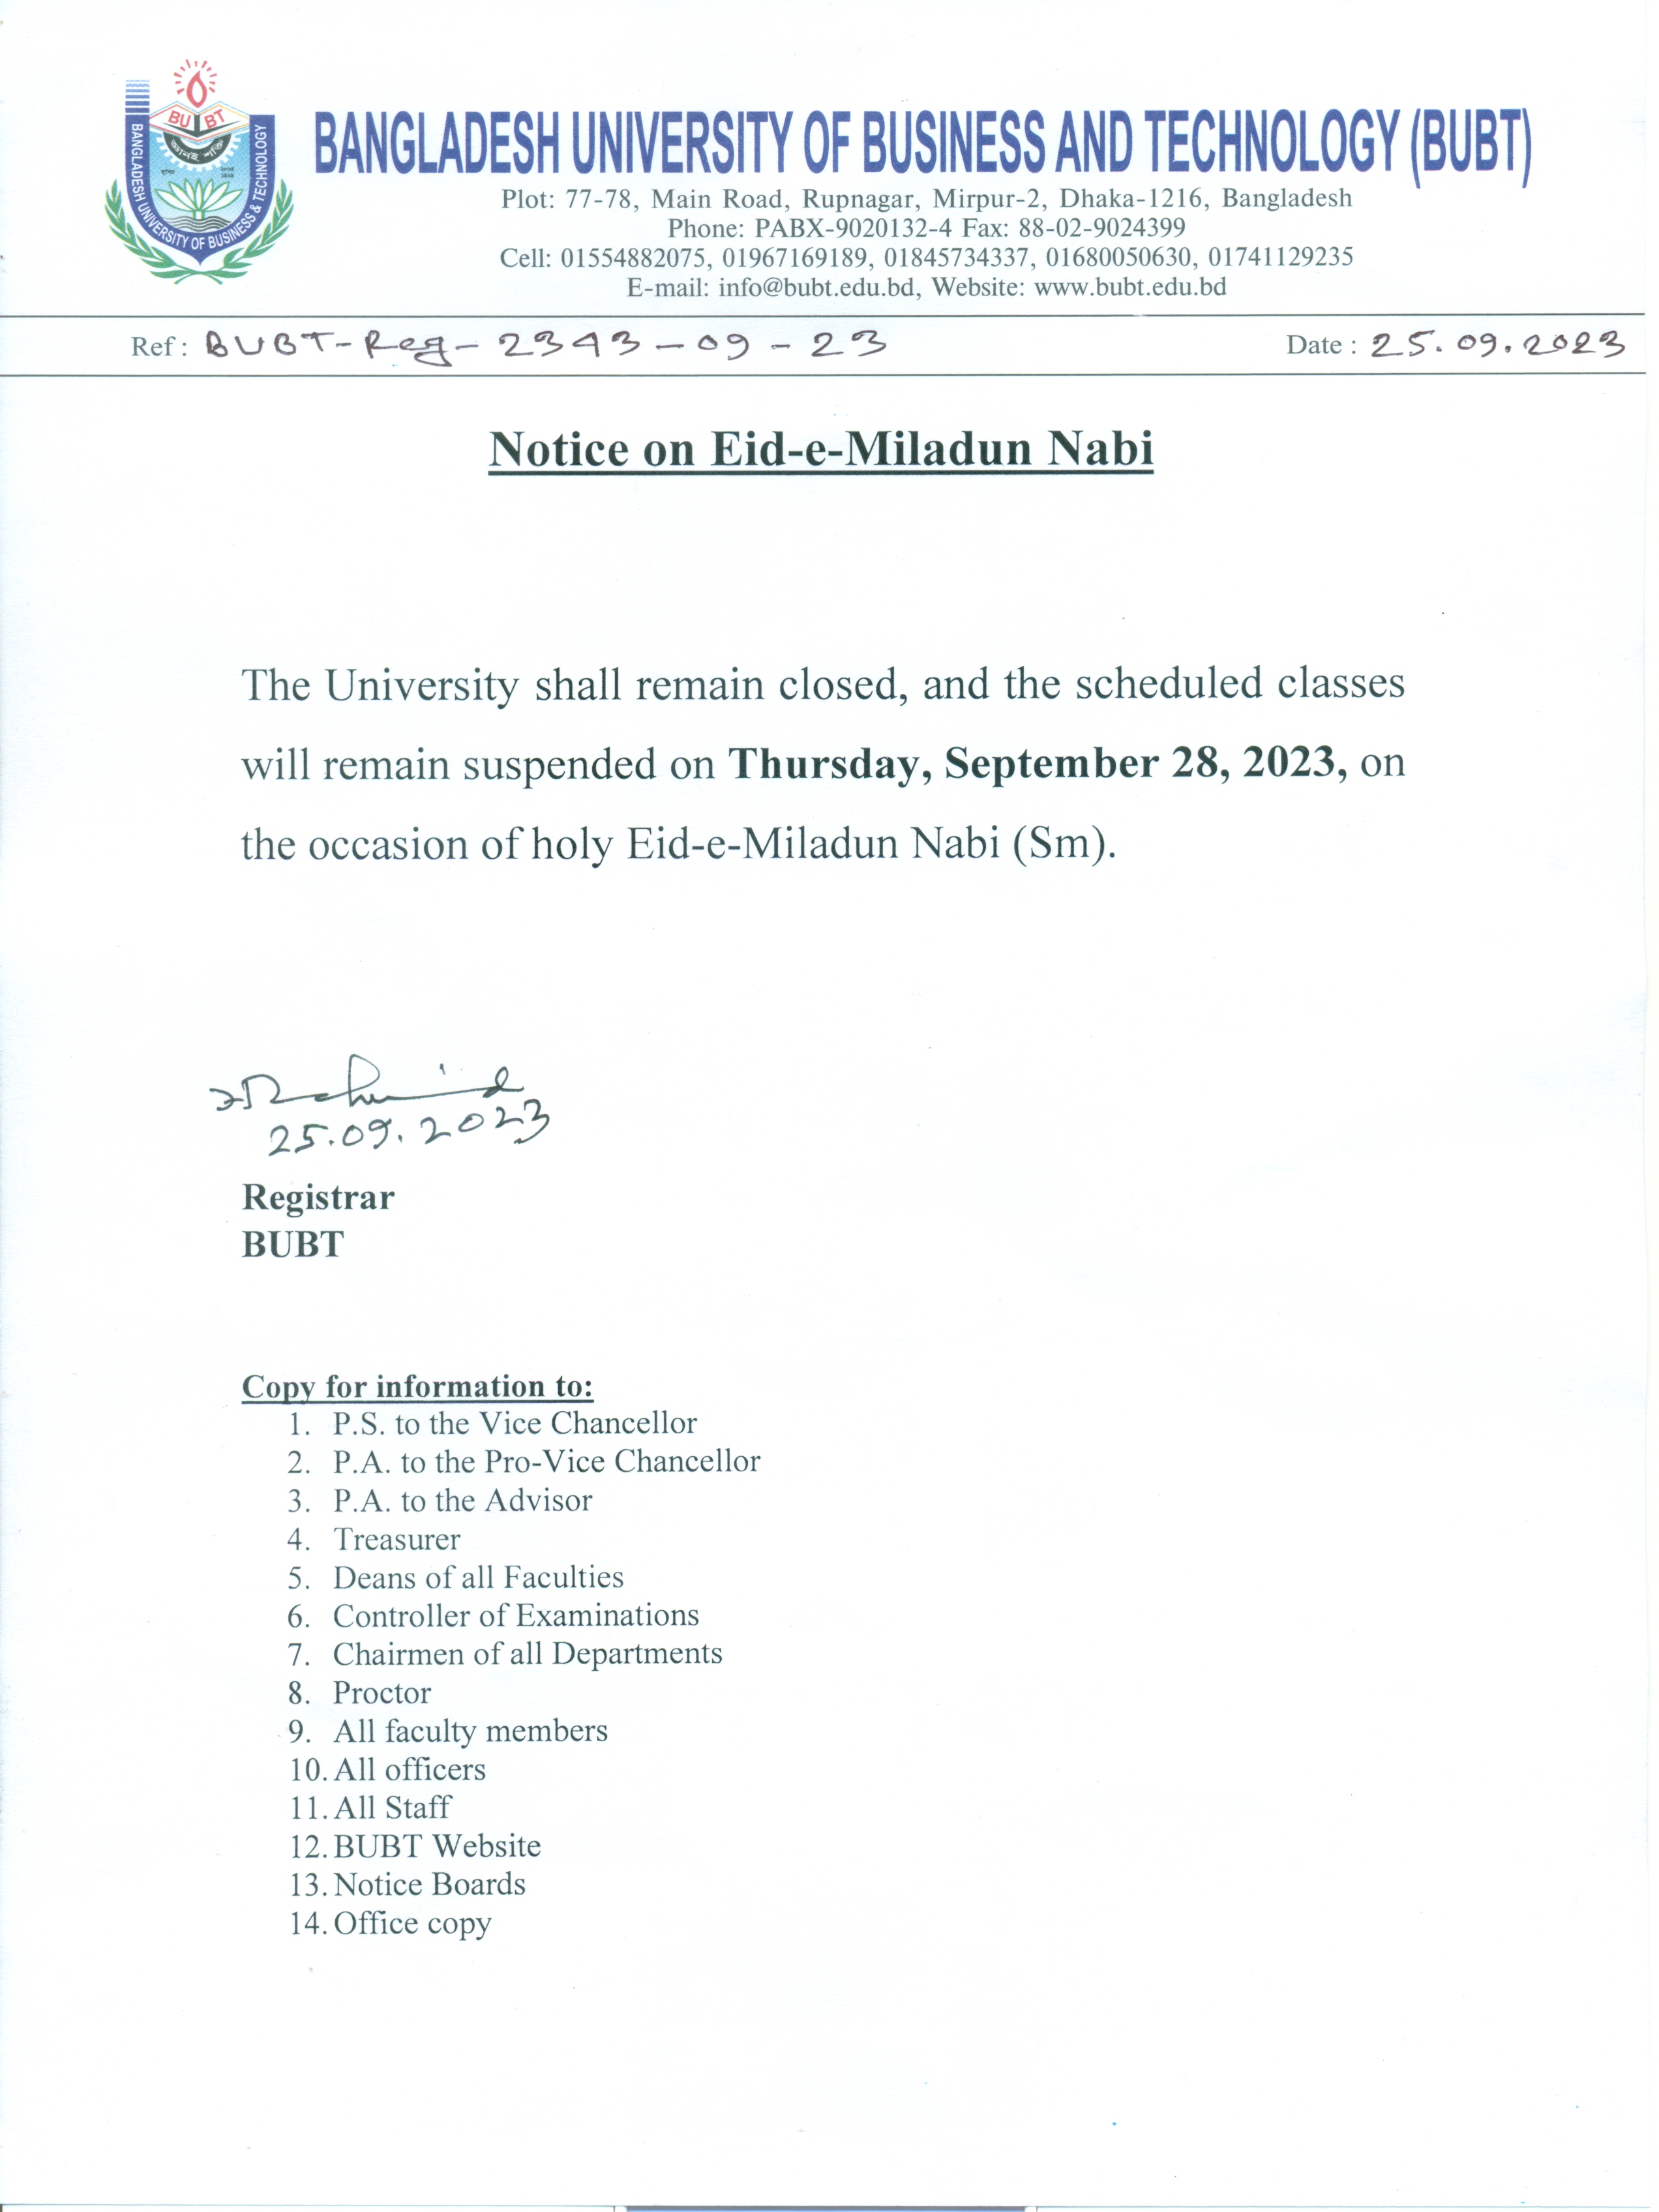 BU BT
জ্ঞানই শক্তি
BANGLADESH UNIVERSITY OF BUSINESS & TECHNOLOGY
BANGLADESH UNIVERSITY OF BUSINESS AND TECHNOLOGY (BUBT)
Plot: 77-78, Main Road, Rupnagar, Mirpur-2, Dhaka-1216, Bangladesh
Phone: PABX-9020132-4 Fax: 88-02-9024399
Cell: 01554882075, 01967169189, 01845734337, 01680050630, 01741129235
E-mail: info@bubt.edu.bd, Website: www.bubt.edu.bd
Ref : BUBT-Reg-2343-09-23 Date : 25.09.2023
Notice on Eid-e-Miladun Nabi
The University shall remain closed, and the scheduled classes
will remain suspended on Thursday, September 28, 2023, on
the occasion of holy Eid-e-Miladun Nabi (Sm).
25.09.2023
Registrar
BUBT
Copy for information to:
1. P.S. to the Vice Chancellor
2. P.A. to the Pro-Vice Chancellor
3. P.A. to the Advisor
4. Treasurer
5. Deans of all Faculties
6. Controller of Examinations
7. Chairmen of all Departments
8. Proctor
9. All faculty members
10. All officers
11. All Staff
12. BUBT Website
13. Notice Boards
14. Office copy